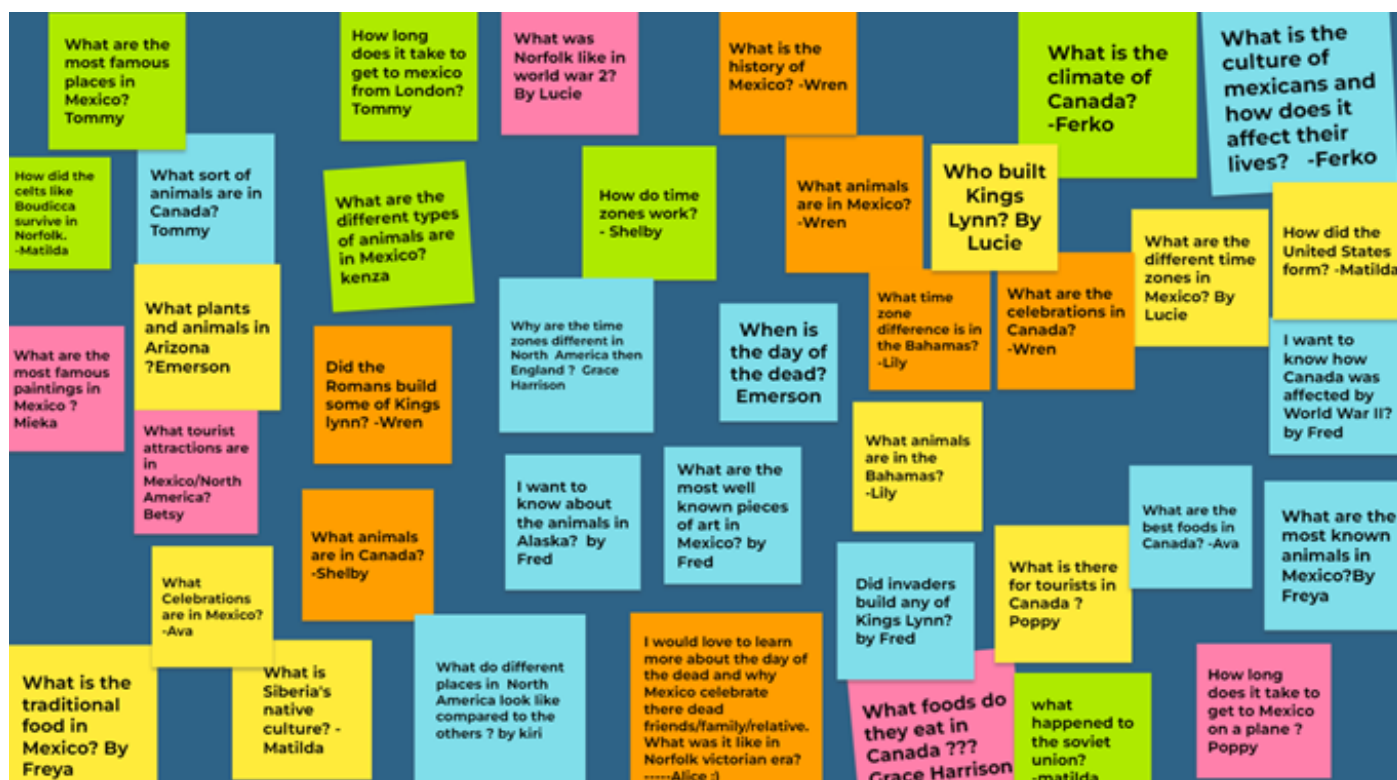 What are the
most famous
places in
Mexico?
Tommy
How long
does it take to
get to mexico
from London?
Tommy
What was
Norfolk like in
world war 2?
By Lucie
What is the
history of
Mexico? -Wren
What is the
climate of
Canada?
-Ferko
What is the
culture of
mexicans and
how does it
affect their
lives? -Ferko
How did the
celts like
Boudicca
survive in
Norfolk.
-Matilda
What sort of
animals are in
Canada?
Tommy
What are the
different types
of animals are
in Mexico?
kenza
How do time
zones work?
- Shelby
What animals
are in Mexico?
-Wren
Who built
Kings
Lynn? By
Lucie
What are the
different time
zones in
Mexico? By
Lucie
How did the
United States
form? -Matilda
What plants
and animals in
Arizona
?Emerson
Why are the time
zones different in
North America then
England ? Grace
Harrison
When is
the day of
the dead?
Emerson
What time
zone
difference is in
the Bahamas?
-Lily
What are the
celebrations in
Canada?
-Wren
I want to
know how
Canada was
affected by
World War II?
by Fred
What are the
most famous
paintings in
Mexico ?
Mieka
Did the
Romans build
some of Kings
lynn? -Wren
What tourist
attractions are
in
Mexico/North
America?
Betsy
What animals
are in the
Bahamas?
-Lily
I want to
know about
the animals in
Alaska? by
Fred
What are the
most well
known pieces
of art in
Mexico? by
Fred
What animals
are in Canada?
-Shelby
What are the
best foods in
Canada? -Ava
What are the
most known
animals in
Mexico?By
Freya
What
Celebrations
are in Mexico?
-Ava
Did invaders
build any of
Kings Lynn?
by Fred
What is there
for tourists in
Canada ?
Poppy
What is the
traditional
food in
Mexico? By
Freya
What is
Siberia's
native
culture? -
Matilda
What do different
places in North
America look like
compared to the
others ? by kiri
I would love to learn
more about the day of
the dead and why
Mexico celebrate
there dead
friends/family/relative.
What was it like in
Norfolk victorian era?
-----Alice :)
What foods do
they eat in
Canada ???
Grace Harrison
what
happened to
the soviet
union?
-matilda
How long
does it take to
get to Mexico
on a plane ?
Poppy